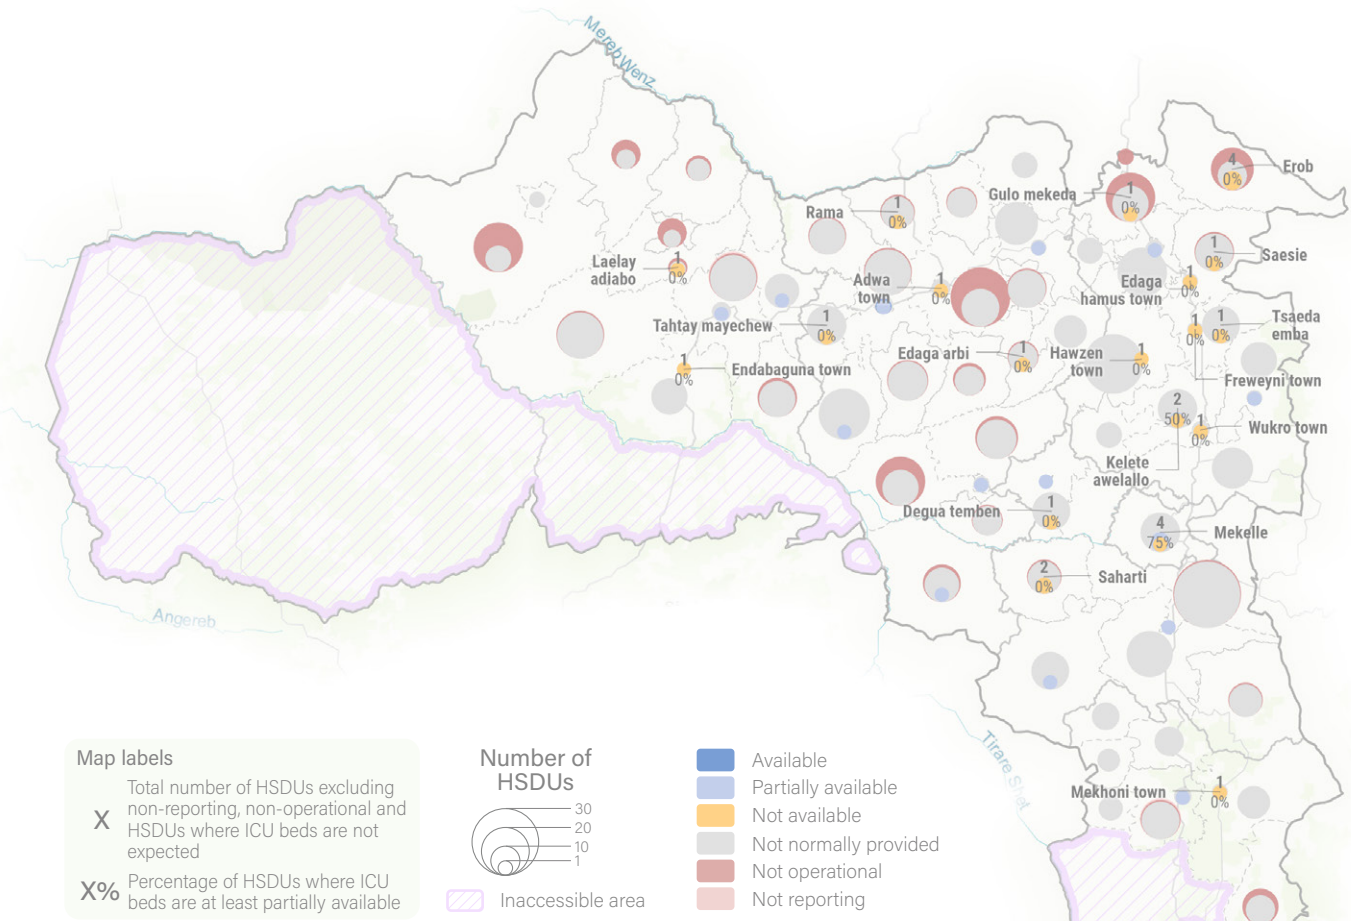 Mereb Wenz
4
0%
Erob
Gulo mekeda
1
0%
Rama
1
0%
1
0%
Saesie
Laelay
adiabo
1
0%
Adwa
town
1
0%
Edaga
hamus town
1
0%
Tahtay mayechew
1
0%
1
0%
1
0%
Tsaeda
emba
Edaga arbi
1
0%
Hawzen
town
1
0%
1
0%
Endabaguna town
Freweyni town
2
50%
1
0%
Wukro town
Kelete
awelallo
Degua temben
1
0%
4
75%
Mekelle
2
0%
Saharti
Angereb
Tirare Shet
Mekhoni town
1
0%
Map labels
X
Total number of HSDUs excluding
non-reporting, non-operational and
HSDUs where ICU beds are not
expected
X%
Percentage of HSDUs where ICU
beds are at least partially available
Number of
HSDUs
30
20
10
1
Inaccessible area
Available
Partially available
Not available
Not normally provided
Not operational
Not reporting